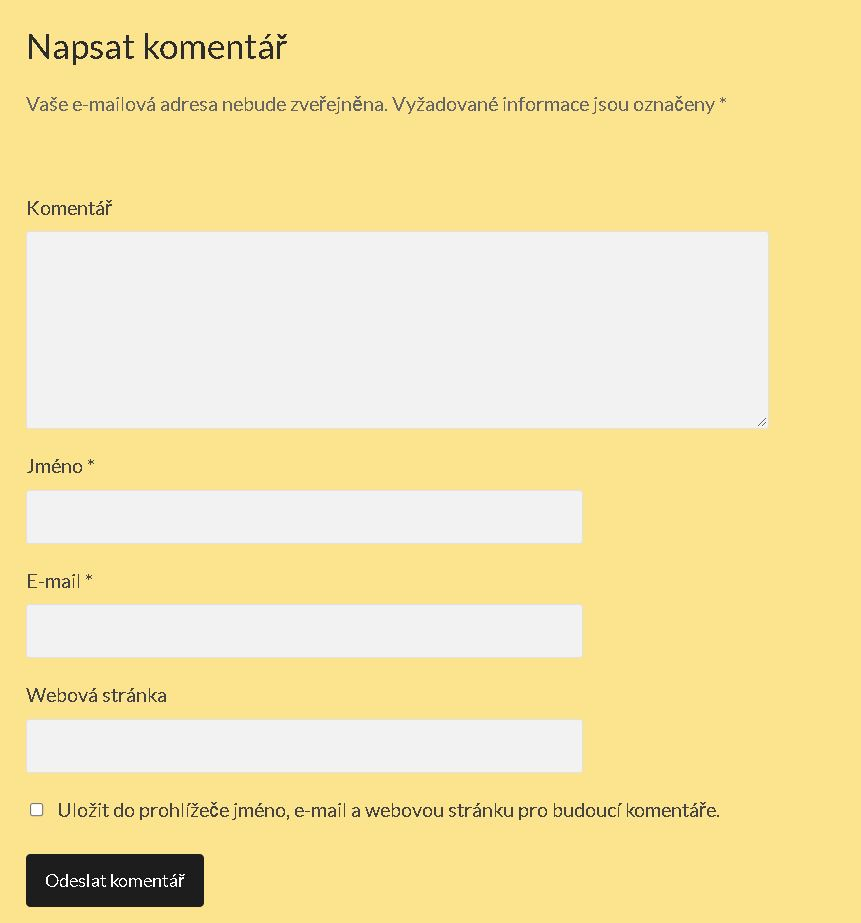 Napsat komentář
Vaše e-mailová adresa nebude zveřejněna. Vyžadované informace jsou označeny *
Komentář
Jméno *
E-mail *
Webová stránka
Uložit do prohlížeče jméno, e-mail a webovou stránku pro budoucí komentáře.
Odeslat komentář